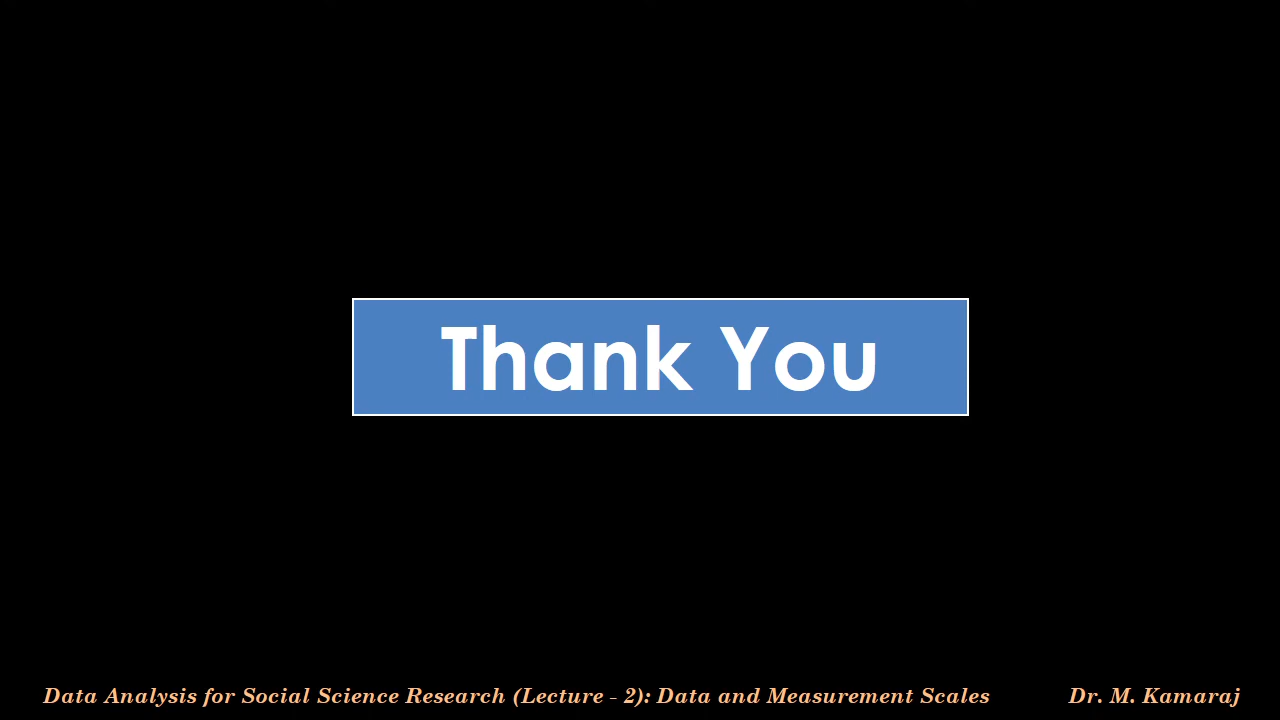 Thank You
Data Analysis for Social Science Research (Lecture - 2): Data and Measurement Scales Dr. M. Kamaraj